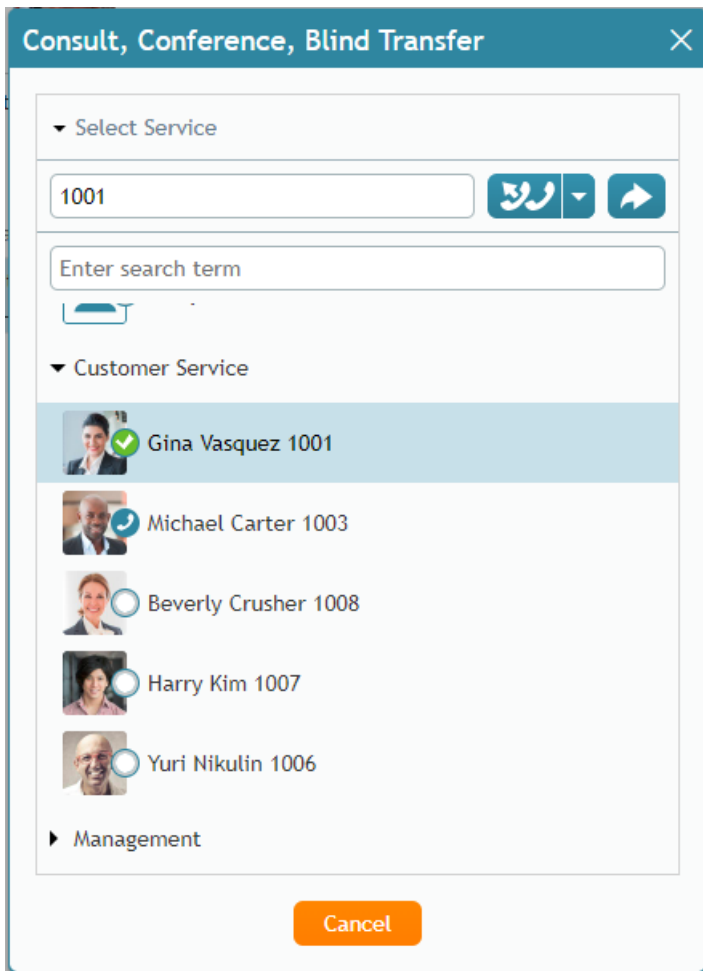 Consult, Conference, Blind Transfer
Select Service
1001
Enter search term
Customer Service
Gina Vasquez 1001
Michael Carter 1003
Beverly Crusher 1008
Harry Kim 1007
Yuri Nikulin 1006
Management
Cancel